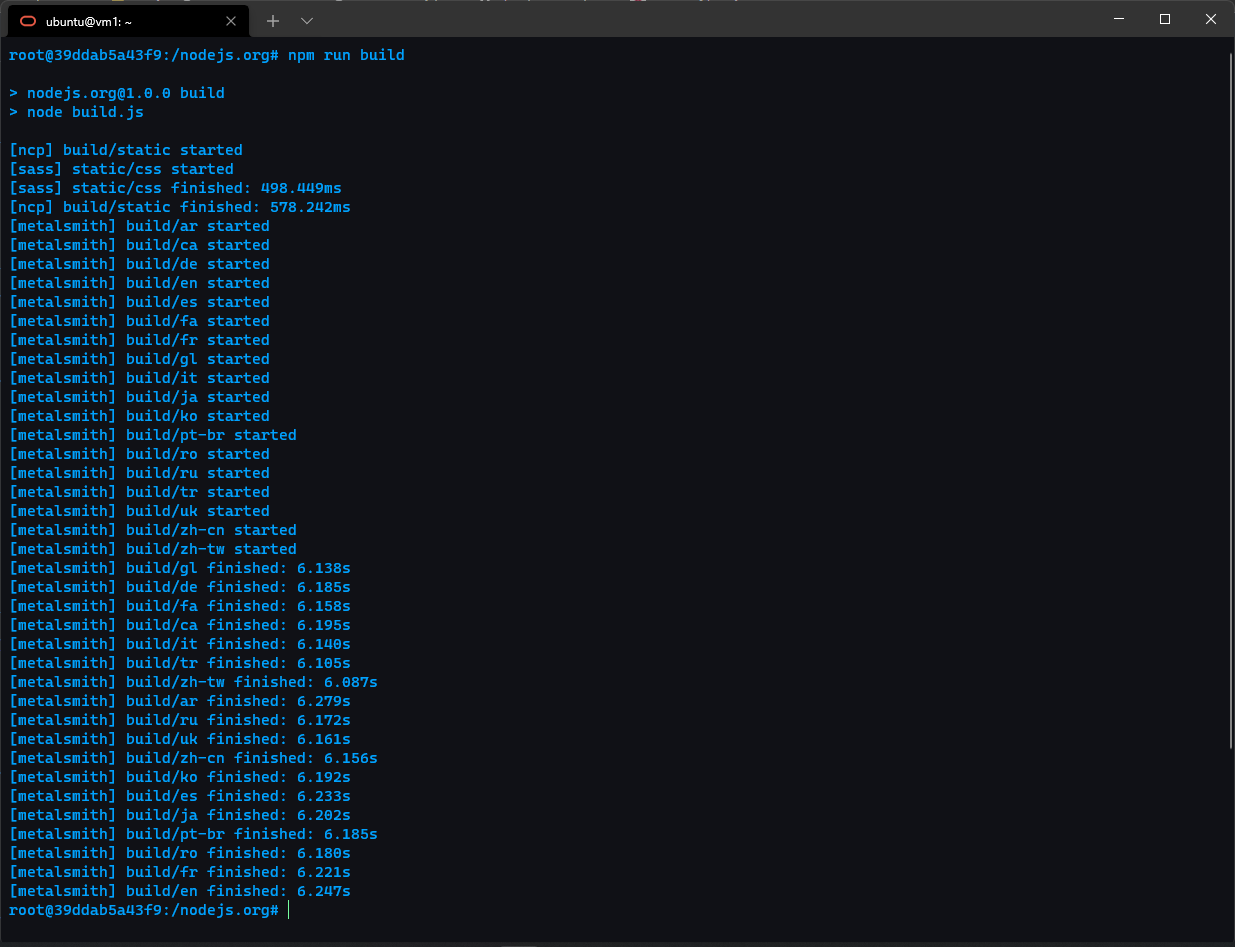 ubuntu@vm1: ~
root@39ddab5a43f9:/nodejs.org# npm run build
> nodejs.org@1.0.0 build
> node build.js
[ncp] build/static started
[sass] static/css started
[sass] static/css finished: 498.449ms
[ncp] build/static finished: 578.242ms
[metalsmith] build/ar started
[metalsmith] build/ca started
[metalsmith] build/de started
[metalsmith] build/en started
[metalsmith] build/es started
[metalsmith] build/fa started
[metalsmith] build/fr started
[metalsmith] build/gl started
[metalsmith] build/it started
[metalsmith] build/ja started
[metalsmith] build/ko started
[metalsmith] build/pt-br started
[metalsmith] build/ro started
[metalsmith] build/ru started
[metalsmith] build/tr started
[metalsmith] build/uk started
[metalsmith] build/zh-cn started
[metalsmith] build/zh-tw started
[metalsmith] build/gl finished: 6.138s
[metalsmith] build/de finished: 6.185s
[metalsmith] build/fa finished: 6.158s
[metalsmith] build/ca finished: 6.195s
[metalsmith] build/it finished: 6.140s
[metalsmith] build/tr finished: 6.105s
[metalsmith] build/zh-tw finished: 6.087s
[metalsmith] build/ar finished: 6.279s
[metalsmith] build/ru finished: 6.172s
[metalsmith] build/uk finished: 6.161s
[metalsmith] build/zh-cn finished: 6.156s
[metalsmith] build/ko finished: 6.192s
[metalsmith] build/es finished: 6.233s
[metalsmith] build/ja finished: 6.202s
[metalsmith] build/pt-br finished: 6.185s
[metalsmith] build/ro finished: 6.180s
[metalsmith] build/fr finished: 6.221s
[metalsmith] build/en finished: 6.247s
root@39ddab5a43f9:/nodejs.org#